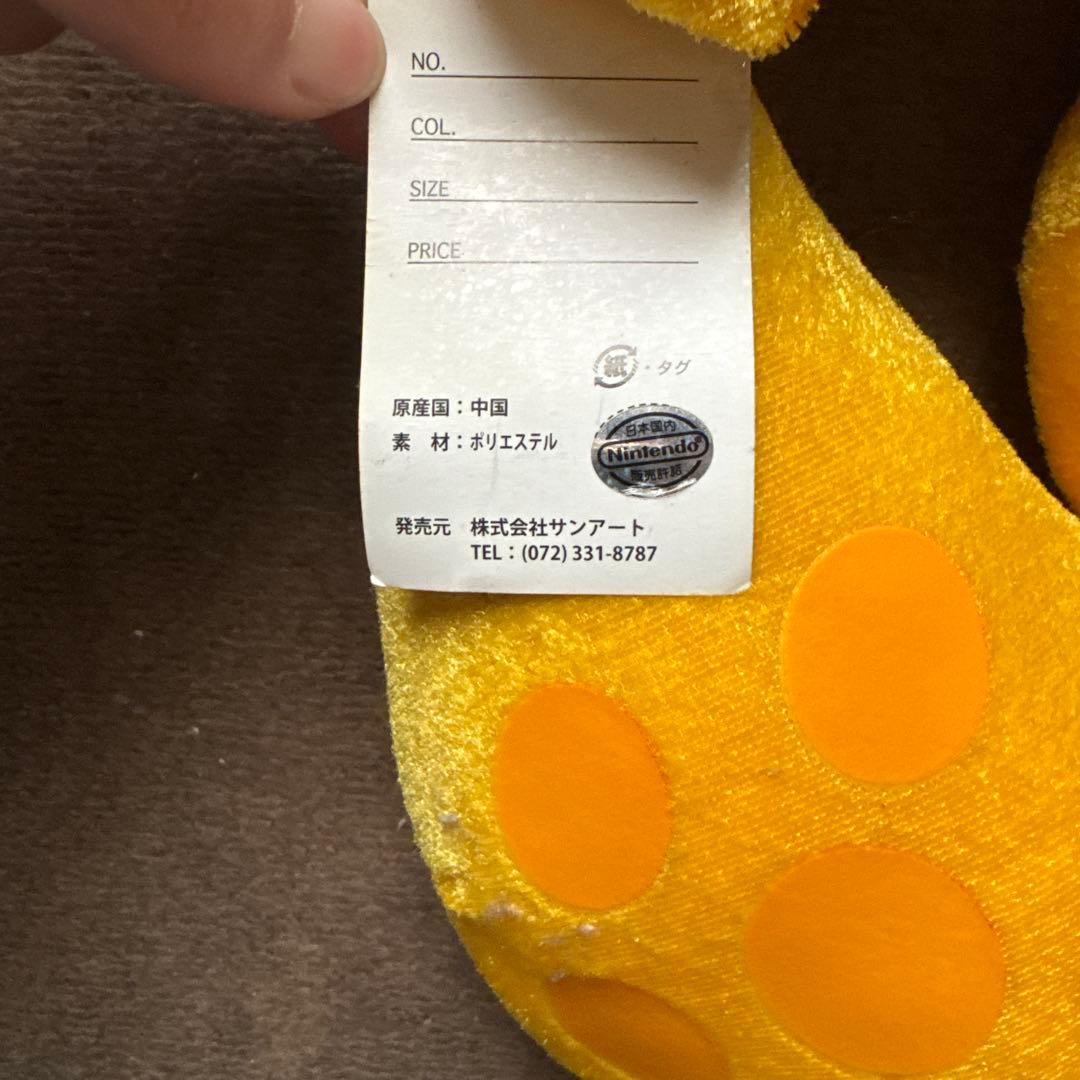 NO.
COL.
SIZE
PRICE
紙・タグ
原産国：中国
素　材：ポリエステル
日本国内
Nintendo®
販売許諾
発売元　株式会社サンアート
TEL：(072) 331-8787